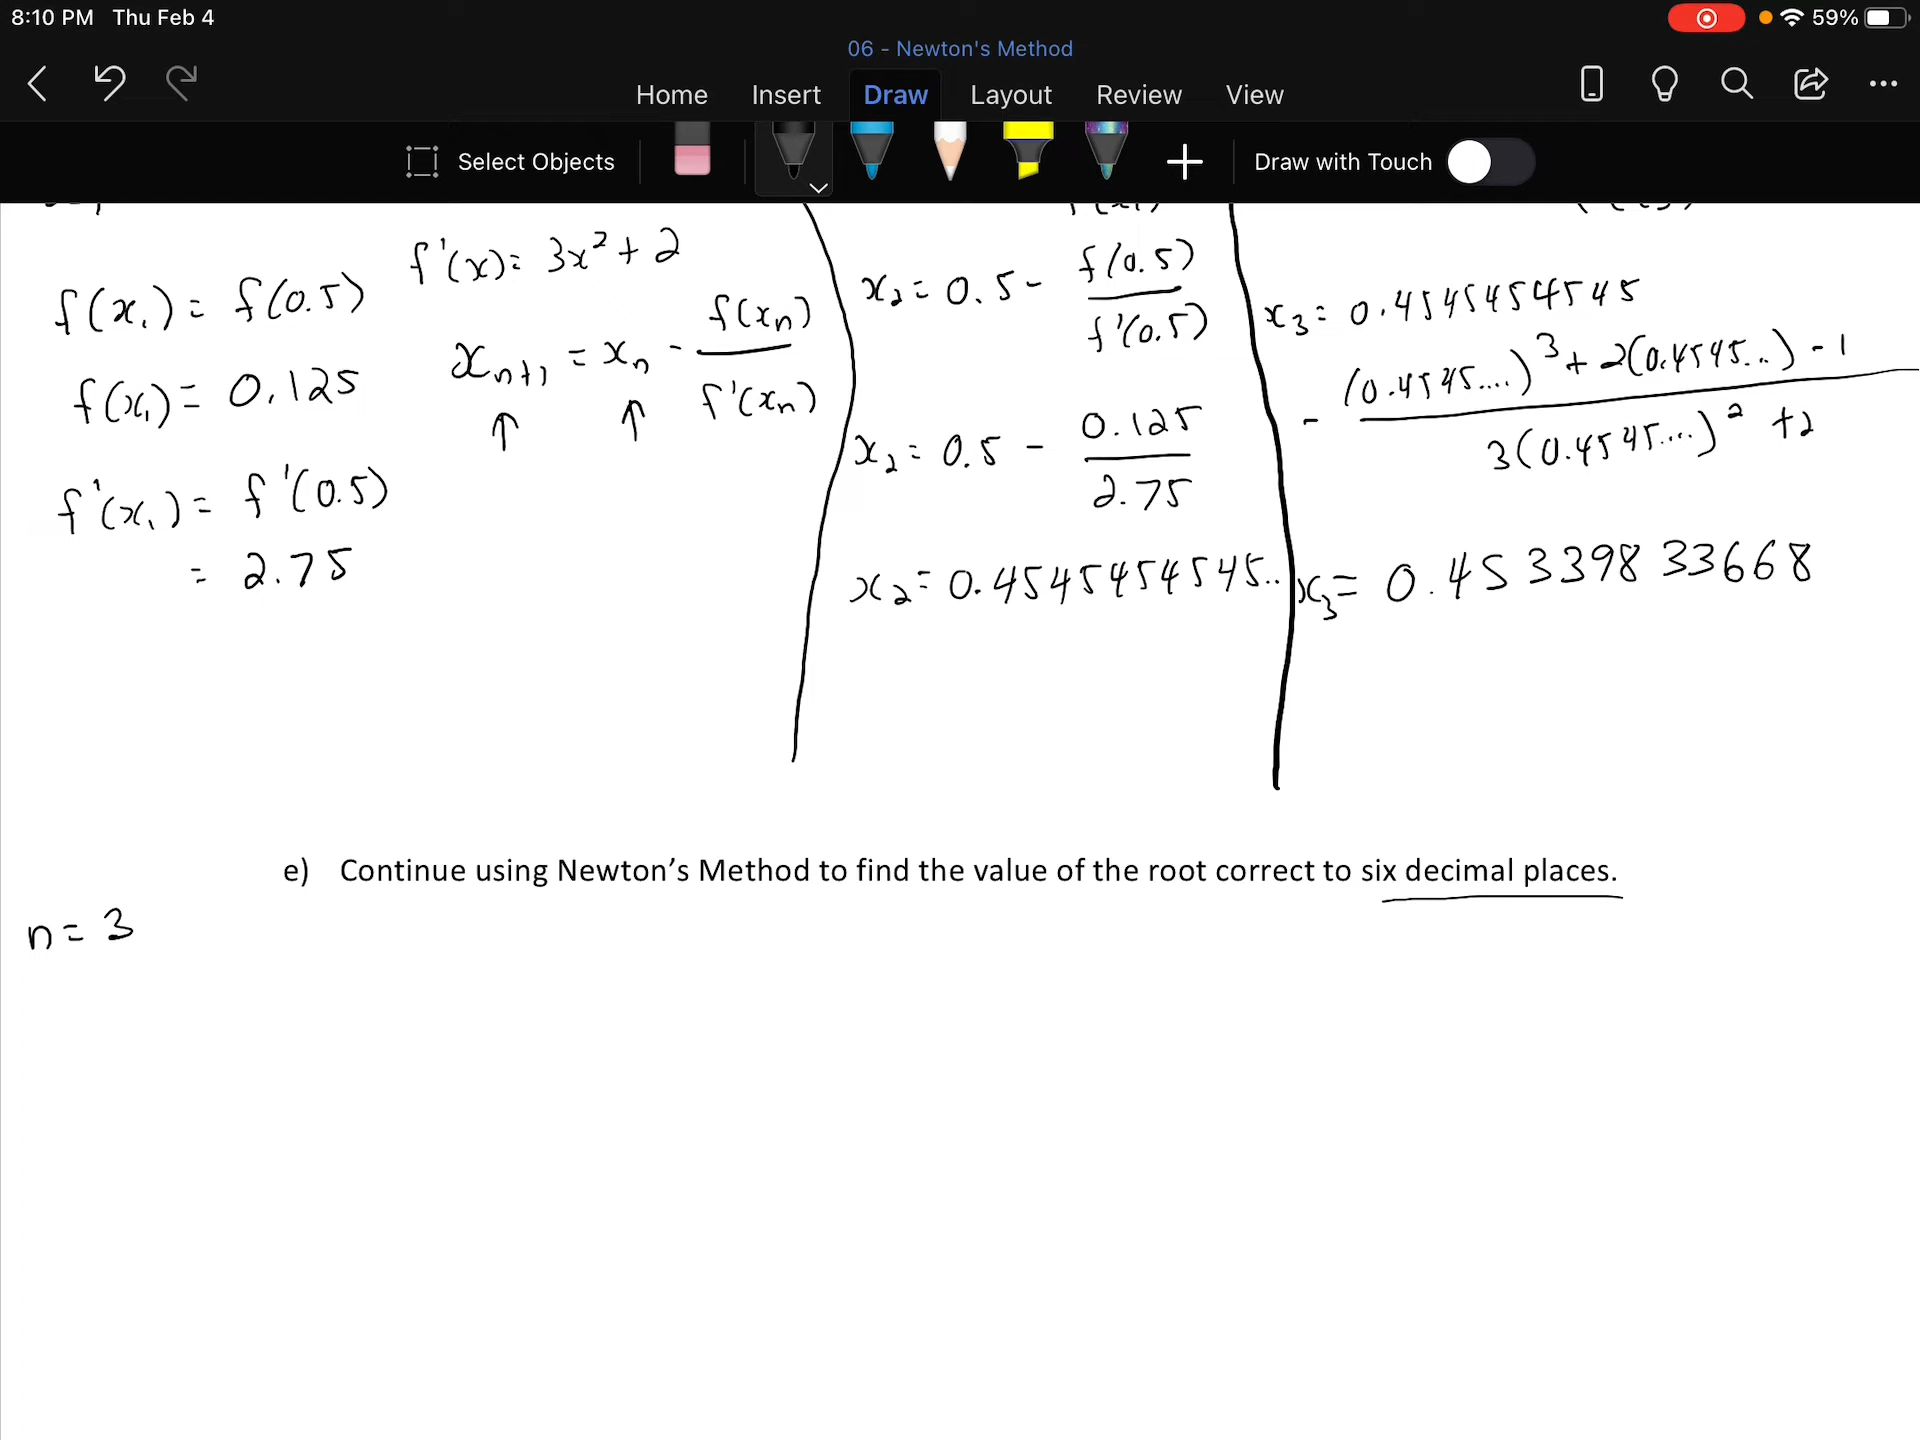 8:10 PM Thu Feb 4
59%
06 - Newton's Method
Home Insert Draw Layout Review View
Select Objects
Draw with Touch
f'(x) = 3x² + 2
f(x₁) = f(0.5)
f(x₁) = 0.125
f'(x₁) = f'(0.5)
= 2.75
xₙ₊₁ = xₙ - f(xₙ) / f'(xₙ)
↑ ↑
x₂ = 0.5 - f(0.5) / f'(0.5)
x₂ = 0.5 - 0.125 / 2.75
x₂ = 0.4545454545..
x₃ = 0.4545454545
- (0.4545....)³ + 2(0.4545...) - 1 / 3(0.4545....)² + 2
x₃ = 0.45339833668
e) Continue using Newton’s Method to find the value of the root correct to six decimal places.
n = 3